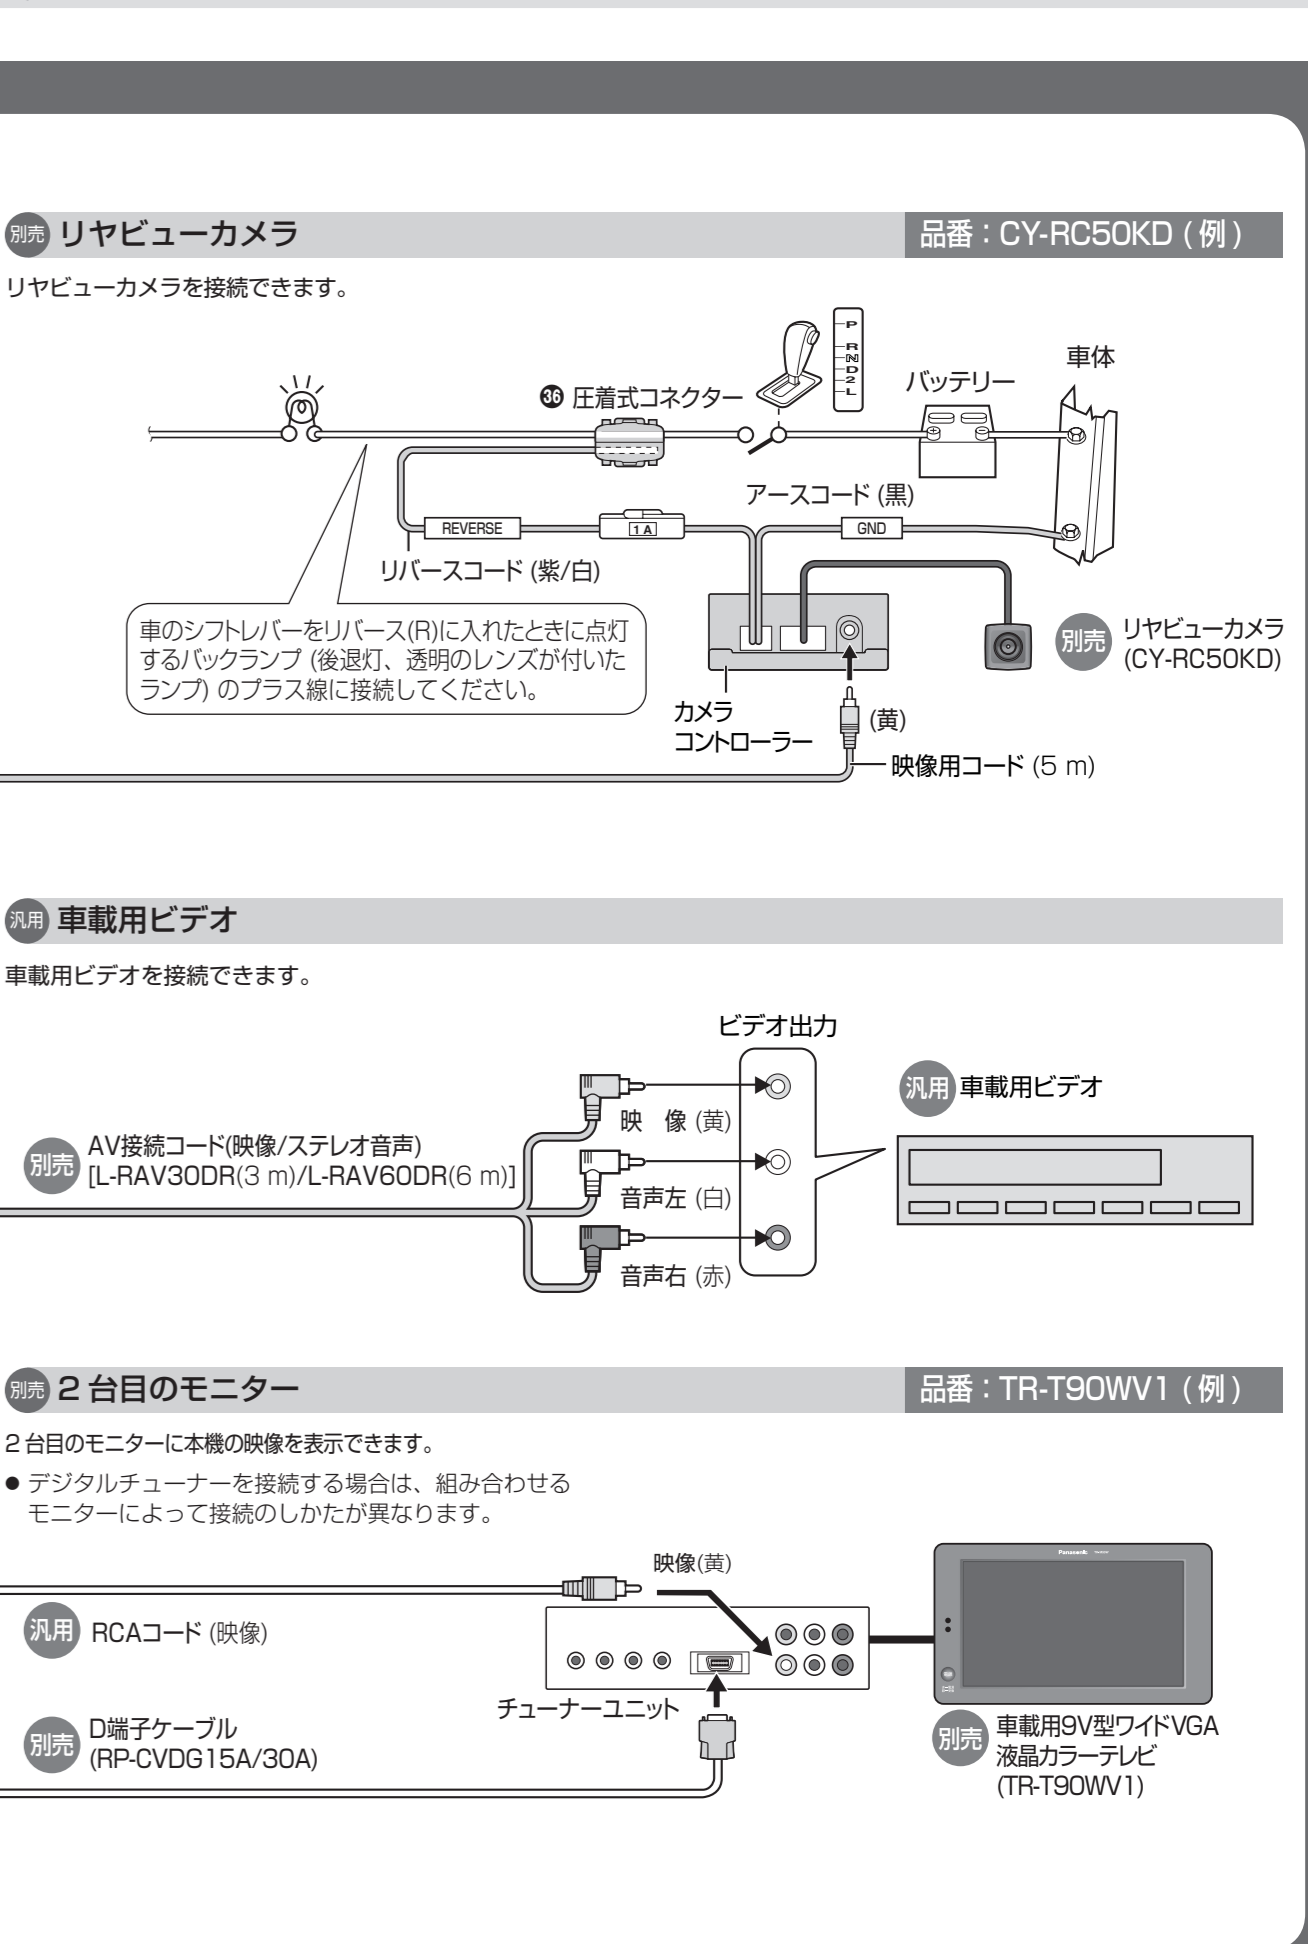 別売 リヤビューカメラ
品番：CY-RC50KD ( 例 )
リヤビューカメラを接続できます。
P
R
N
D
2
L
車体
バッテリー
㊱ 圧着式コネクター
アースコード (黒)
REVERSE
1 A
GND
リバースコード (紫/白)
車のシフトレバーをリバース(R)に入れたときに点灯
するバックランプ (後退灯、透明のレンズが付いた
ランプ) のプラス線に接続してください。
別売 リヤビューカメラ
(CY-RC50KD)
カメラ
コントローラー
(黄)
映像用コード (5 m)
汎用 車載用ビデオ
車載用ビデオを接続できます。
ビデオ出力
汎用 車載用ビデオ
映　像 (黄)
別売 AV接続コード(映像/ステレオ音声)
[L-RAV30DR(3 m)/L-RAV60DR(6 m)]
音声左 (白)
音声右 (赤)
別売 2 台目のモニター
品番：TR-T90WV1 ( 例 )
2 台目のモニターに本機の映像を表示できます。
● デジタルチューナーを接続する場合は、組み合わせる
モニターによって接続のしかたが異なります。
映像(黄)
Panasonic
汎用 RCAコード (映像)
チューナーユニット
別売 D端子ケーブル
(RP-CVDG15A/30A)
別売 車載用9V型ワイドVGA
液晶カラーテレビ
(TR-T90WV1)